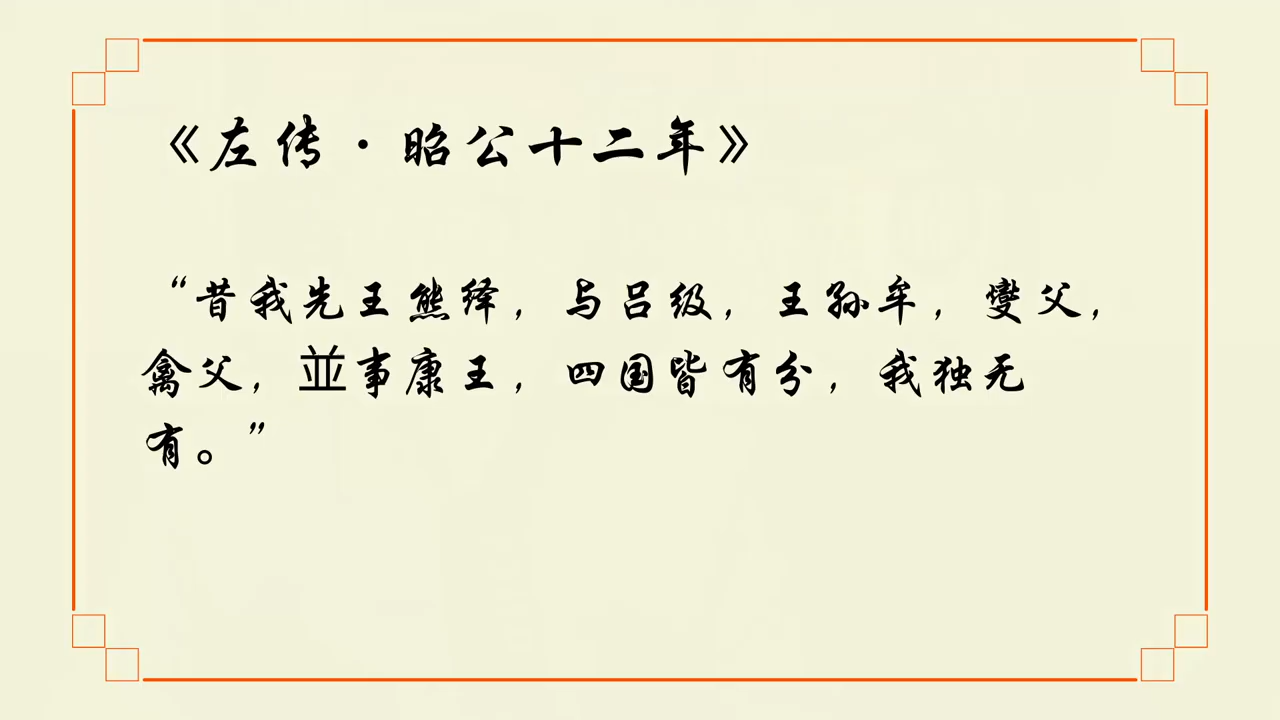 《左传·昭公十二年》
“昔我先王熊绎，与吕级，王孙牟，燮父，
禽父，並事康王，四国皆有分，我独无
有。”